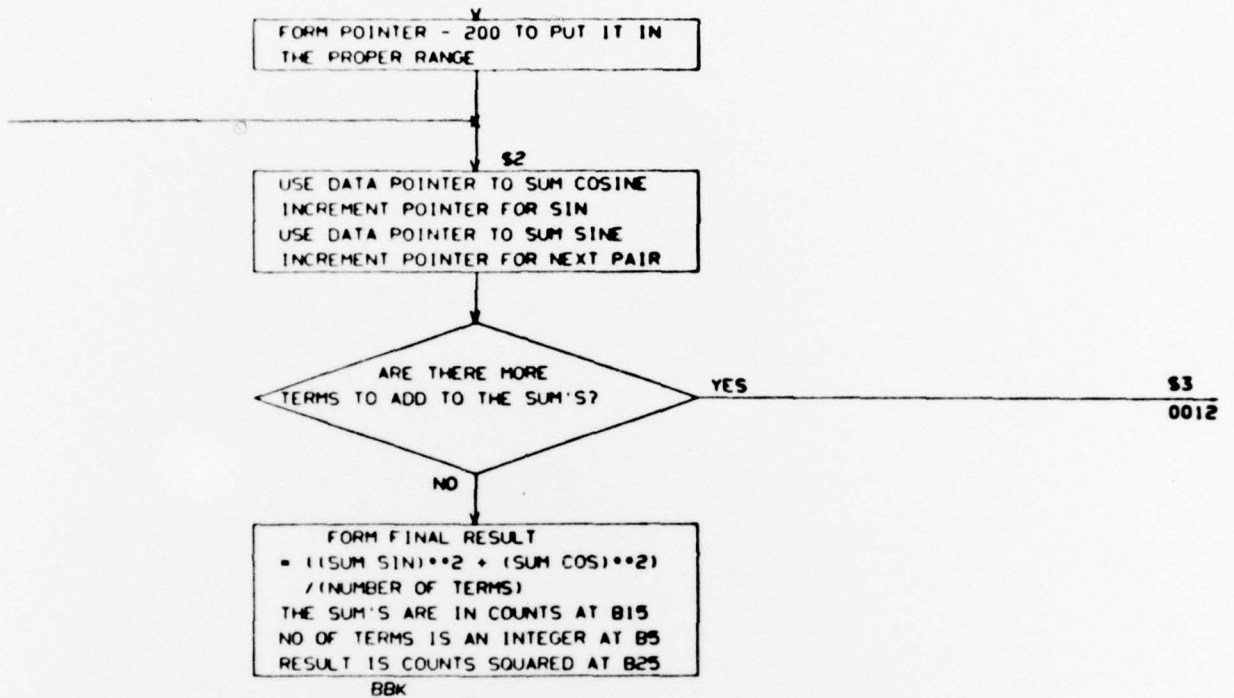 FORM POINTER - 200 TO PUT IT IN
THE PROPER RANGE
$2
USE DATA POINTER TO SUM COSINE
INCREMENT POINTER FOR SIN
USE DATA POINTER TO SUM SINE
INCREMENT POINTER FOR NEXT PAIR
ARE THERE MORE
TERMS TO ADD TO THE SUM'S?
YES
$3
0012
NO
FORM FINAL RESULT
= ((SUM SIN)**2 + (SUM COS)**2)
/(NUMBER OF TERMS)
THE SUM'S ARE IN COUNTS AT B15
NO OF TERMS IS AN INTEGER AT B5
RESULT IS COUNTS SQUARED AT B25
BBK